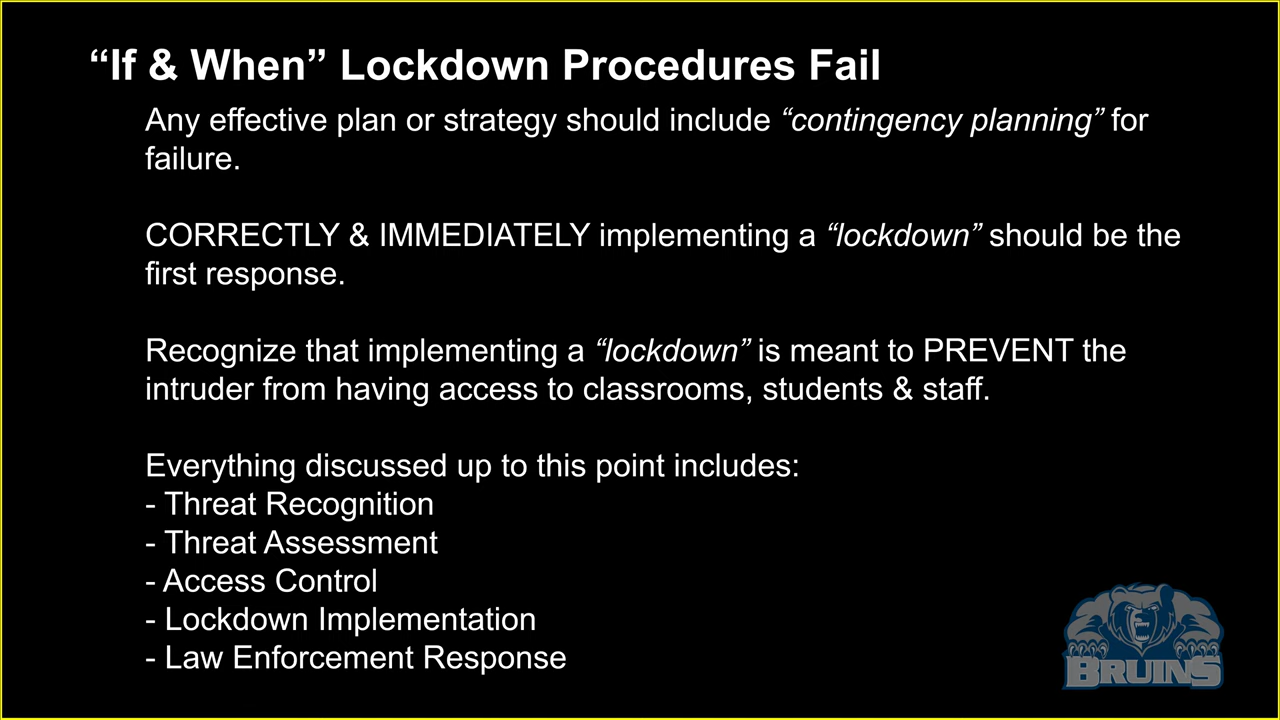 “If & When” Lockdown Procedures Fail
Any effective plan or strategy should include “contingency planning” for
failure.
CORRECTLY & IMMEDIATELY implementing a “lockdown” should be the
first response.
Recognize that implementing a “lockdown” is meant to PREVENT the
intruder from having access to classrooms, students & staff.
Everything discussed up to this point includes:
- Threat Recognition
- Threat Assessment
- Access Control
- Lockdown Implementation
- Law Enforcement Response
BRUINS